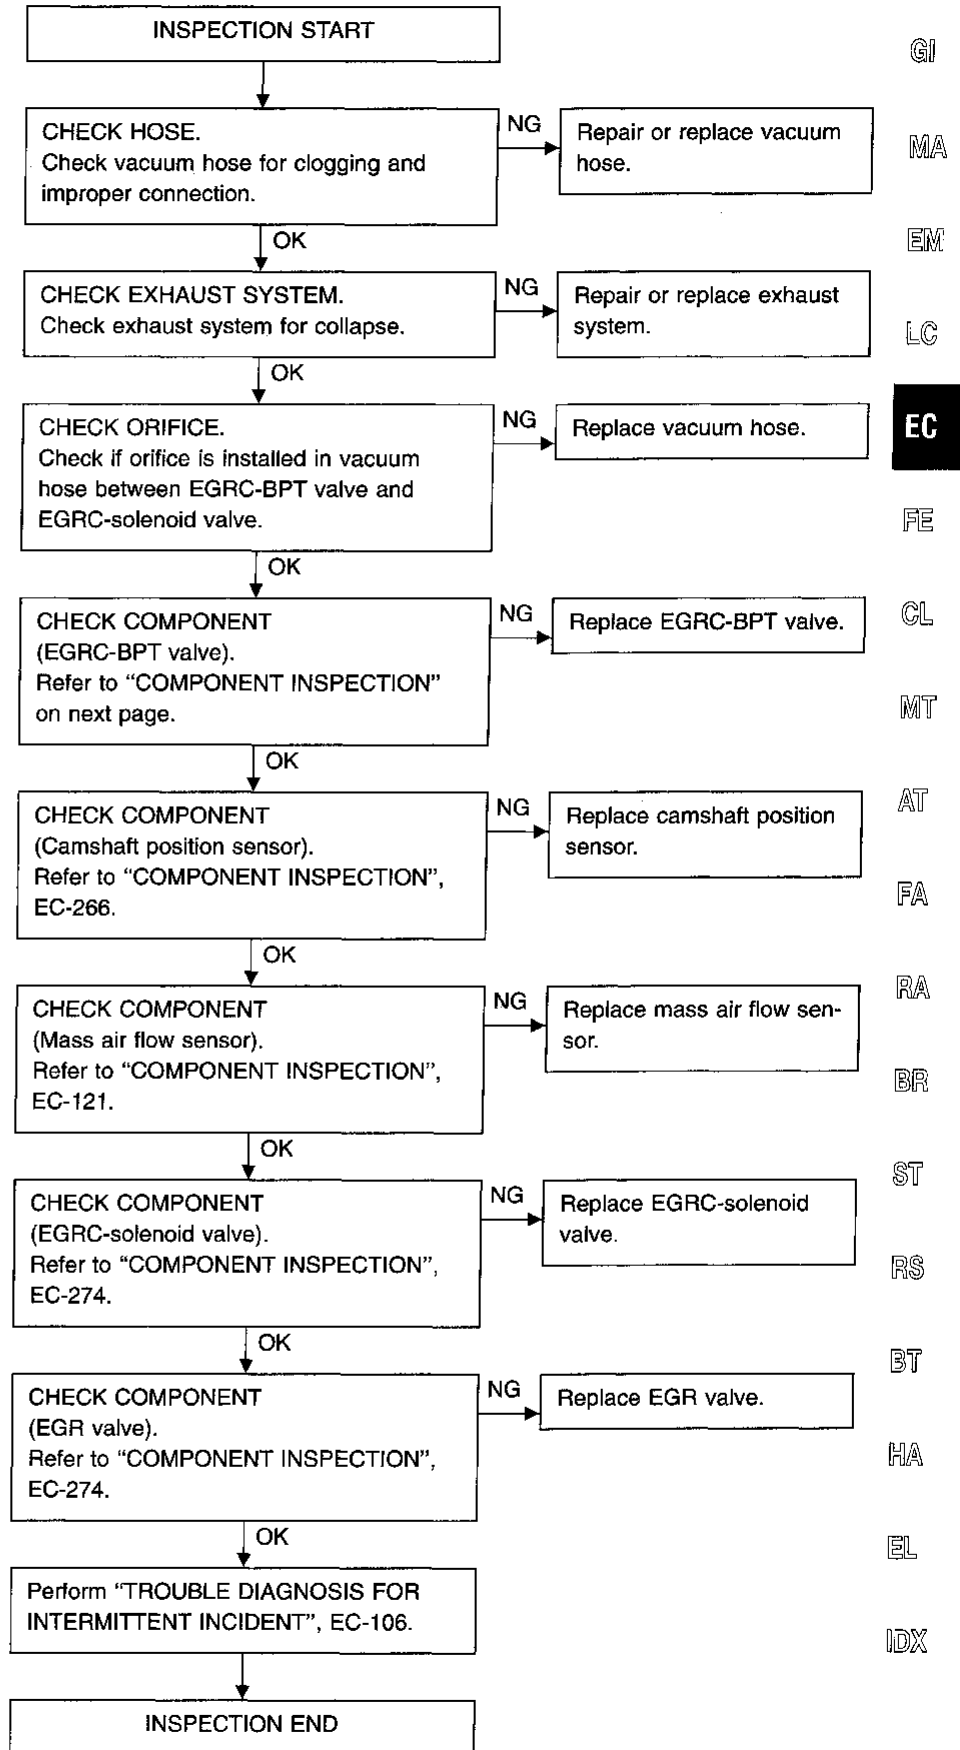 INSPECTION START
CHECK HOSE.
Check vacuum hose for clogging and
improper connection.
NG
Repair or replace vacuum
hose.
OK
CHECK EXHAUST SYSTEM.
Check exhaust system for collapse.
NG
Repair or replace exhaust
system.
OK
CHECK ORIFICE.
Check if orifice is installed in vacuum
hose between EGRC-BPT valve and
EGRC-solenoid valve.
NG
Replace vacuum hose.
OK
CHECK COMPONENT
(EGRC-BPT valve).
Refer to “COMPONENT INSPECTION”
on next page.
NG
Replace EGRC-BPT valve.
OK
CHECK COMPONENT
(Camshaft position sensor).
Refer to “COMPONENT INSPECTION”,
EC-266.
NG
Replace camshaft position
sensor.
OK
CHECK COMPONENT
(Mass air flow sensor).
Refer to “COMPONENT INSPECTION”,
EC-121.
NG
Replace mass air flow sen-
sor.
OK
CHECK COMPONENT
(EGRC-solenoid valve).
Refer to “COMPONENT INSPECTION”,
EC-274.
NG
Replace EGRC-solenoid
valve.
OK
CHECK COMPONENT
(EGR valve).
Refer to “COMPONENT INSPECTION”,
EC-274.
NG
Replace EGR valve.
OK
Perform “TROUBLE DIAGNOSIS FOR
INTERMITTENT INCIDENT”, EC-106.
INSPECTION END
GI
MA
EM
LC
EC
FE
CL
MT
AT
FA
RA
BR
ST
RS
BT
HA
EL
IDX